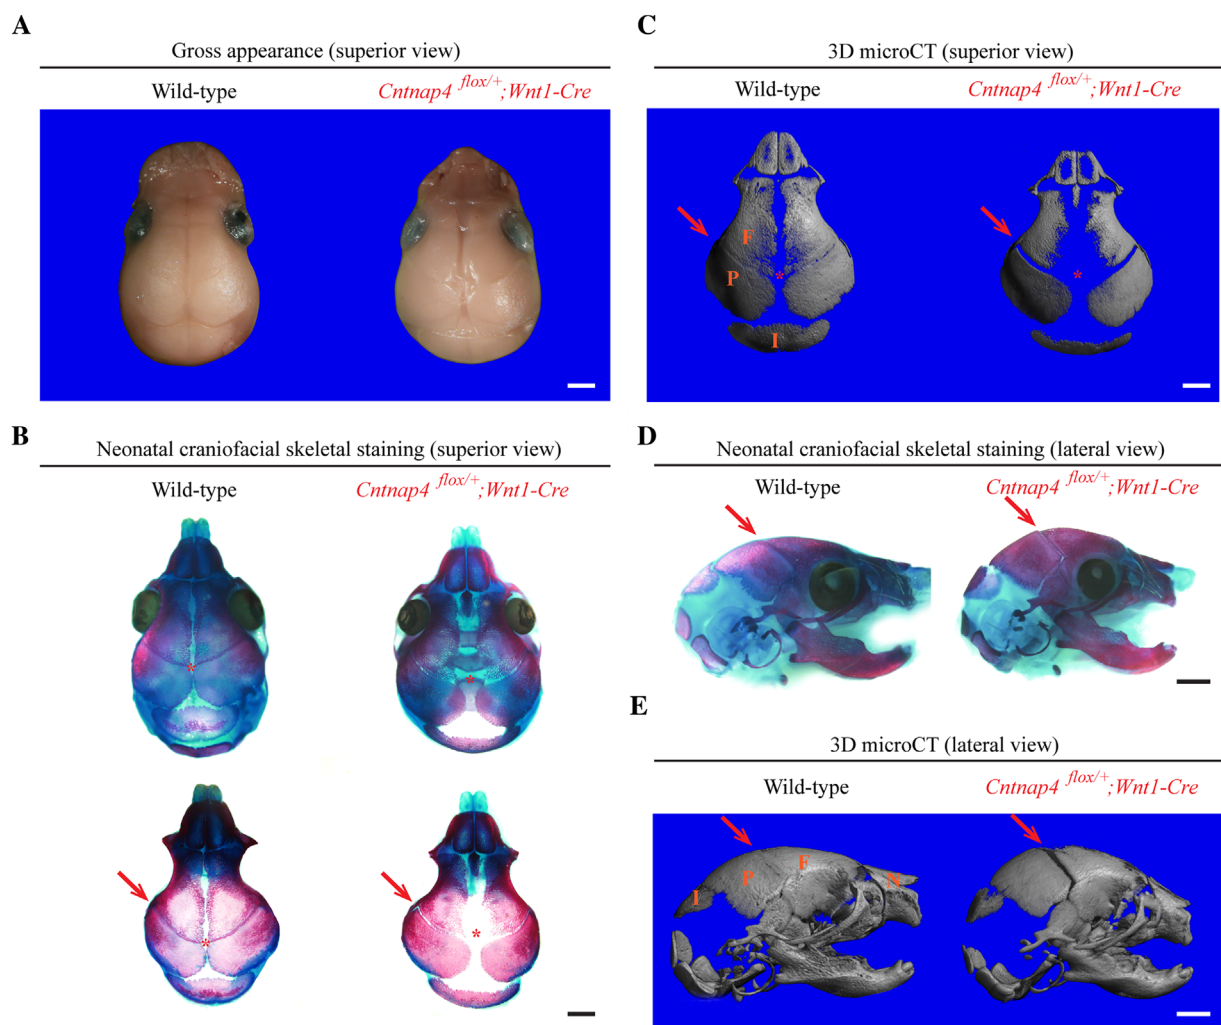 A
Gross appearance (superior view)
Wild-type
Cntnap4 flox/+;Wnt1-Cre
B
Neonatal craniofacial skeletal staining (superior view)
Wild-type
Cntnap4 flox/+;Wnt1-Cre
*
*
*
*
C
3D microCT (superior view)
Wild-type
Cntnap4 flox/+;Wnt1-Cre
F
P
*
*
I
D
Neonatal craniofacial skeletal staining (lateral view)
Wild-type
Cntnap4 flox/+;Wnt1-Cre
E
3D microCT (lateral view)
Wild-type
Cntnap4 flox/+;Wnt1-Cre
F
P
N
I